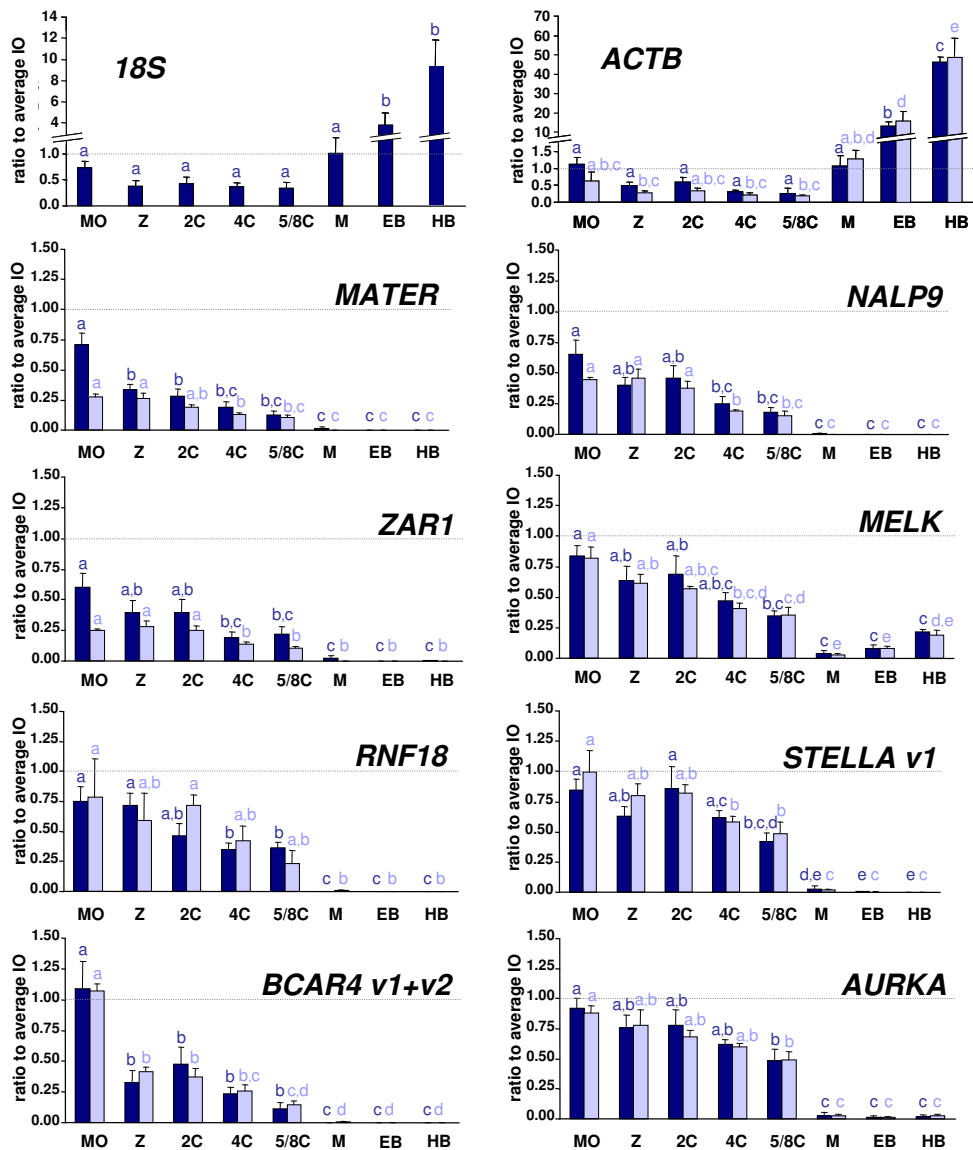 18S
ratio to average IO
14
12
10
8
6
4
1.0
0.5
0.0
a a a a a a b b
MO Z 2C 4C 5/8C M EB HB
ACTB
ratio to average IO
70
60
50
40
30
20
10
1.5
1.0
0.5
0.0
a a,b,c a b,c a a,b,c a b,c a b,c a a,b,d b d c e
MO Z 2C 4C 5/8C M EB HB
MATER
ratio to average IO
1.50
1.25
1.00
0.75
0.50
0.25
0.00
a a b a b a,b b,c b b,c b,c c c c c c c
MO Z 2C 4C 5/8C M EB HB
NALP9
ratio to average IO
1.50
1.25
1.00
0.75
0.50
0.25
0.00
a a a,b a a,b a b,c b b,c b,c c c c c c c
MO Z 2C 4C 5/8C M EB HB
ZAR1
ratio to average IO
1.50
1.25
1.00
0.75
0.50
0.25
0.00
a a a,b a a,b a b,c b b,c b c b c b c b
MO Z 2C 4C 5/8C M EB HB
MELK
ratio to average IO
1.50
1.25
1.00
0.75
0.50
0.25
0.00
a a a,b a,b a,b a,b,c a,b,c b,c,d b,c c,d c e c e c d,e
MO Z 2C 4C 5/8C M EB HB
RNF18
ratio to average IO
1.50
1.25
1.00
0.75
0.50
0.25
0.00
a a a a,b a,b a b a,b b a,b c b c b c b
MO Z 2C 4C 5/8C M EB HB
STELLA v1
ratio to average IO
1.50
1.25
1.00
0.75
0.50
0.25
0.00
a a a,b a,b a a,b a,c b b,c,d b d,e c e c e c
MO Z 2C 4C 5/8C M EB HB
BCAR4 v1+v2
ratio to average IO
1.50
1.25
1.00
0.75
0.50
0.25
0.00
a a b b b b b b,c b c,d c d c d c d
MO Z 2C 4C 5/8C M EB HB
AURKA
ratio to average IO
1.50
1.25
1.00
0.75
0.50
0.25
0.00
a a a,b a,b a,b a,b a,b a,b b b c c c c c c
MO Z 2C 4C 5/8C M EB HB